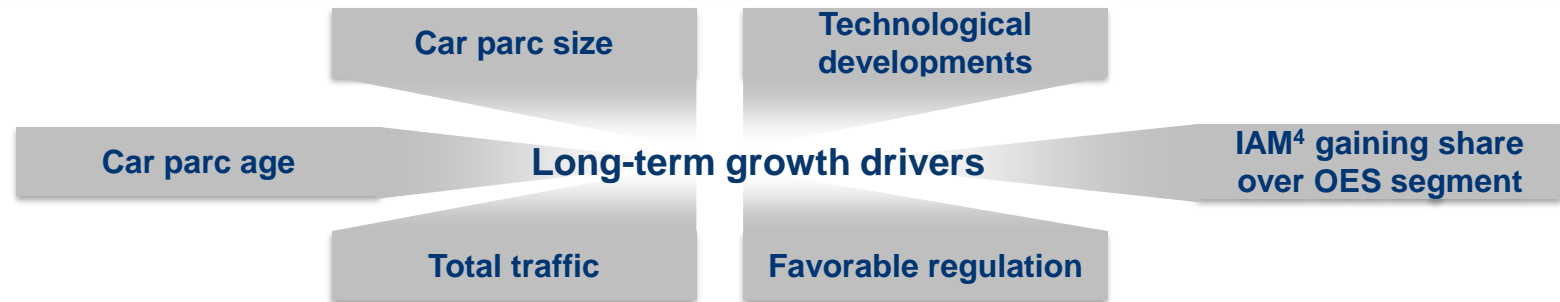 Car parc size
Technological
developments
Car parc age
Long-term growth drivers
IAM⁴ gaining share
over OES segment
Total traffic
Favorable regulation